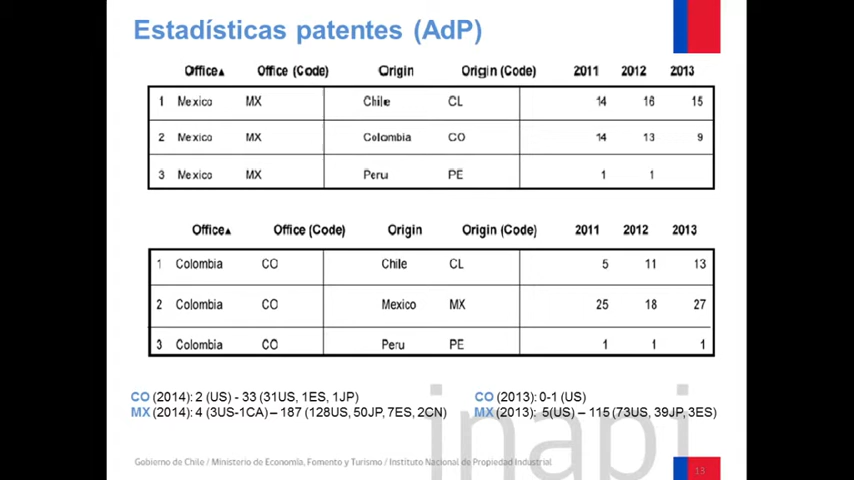 Estadísticas patentes (AdP)
Office▲ Office (Code) Origin Origin (Code) 2011 2012 2013
1 Mexico MX Chile CL 14 16 15
2 Mexico MX Colombia CO 14 13 9
3 Mexico MX Peru PE 1 1
Office▲ Office (Code) Origin Origin (Code) 2011 2012 2013
1 Colombia CO Chile CL 5 11 13
2 Colombia CO Mexico MX 25 18 27
3 Colombia CO Peru PE 1 1 1
CO (2014): 2 (US) - 33 (31US, 1ES, 1JP)
MX (2014): 4 (3US-1CA) – 187 (128US, 50JP, 7ES, 2CN)
CO (2013): 0-1 (US)
MX (2013): 5(US) – 115 (73US, 39JP, 3ES)
inapi
Gobierno de Chile / Ministerio de Economía, Fomento y Turismo / Instituto Nacional de Propiedad Industrial
13